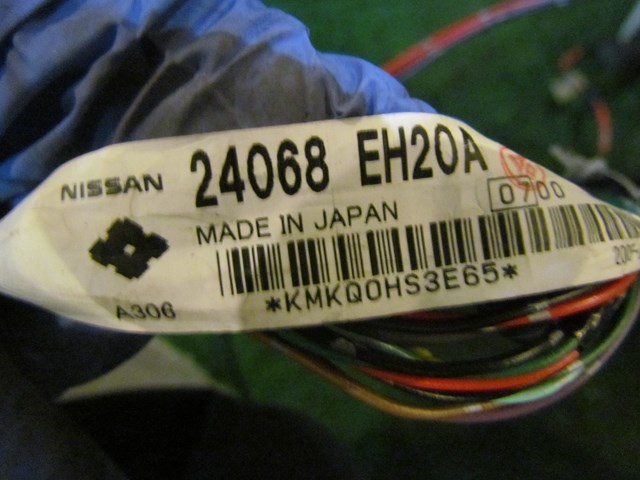 NISSAN 24068 EH20A
0700
MADE IN JAPAN
*KMKQ0HS3E65*
A306